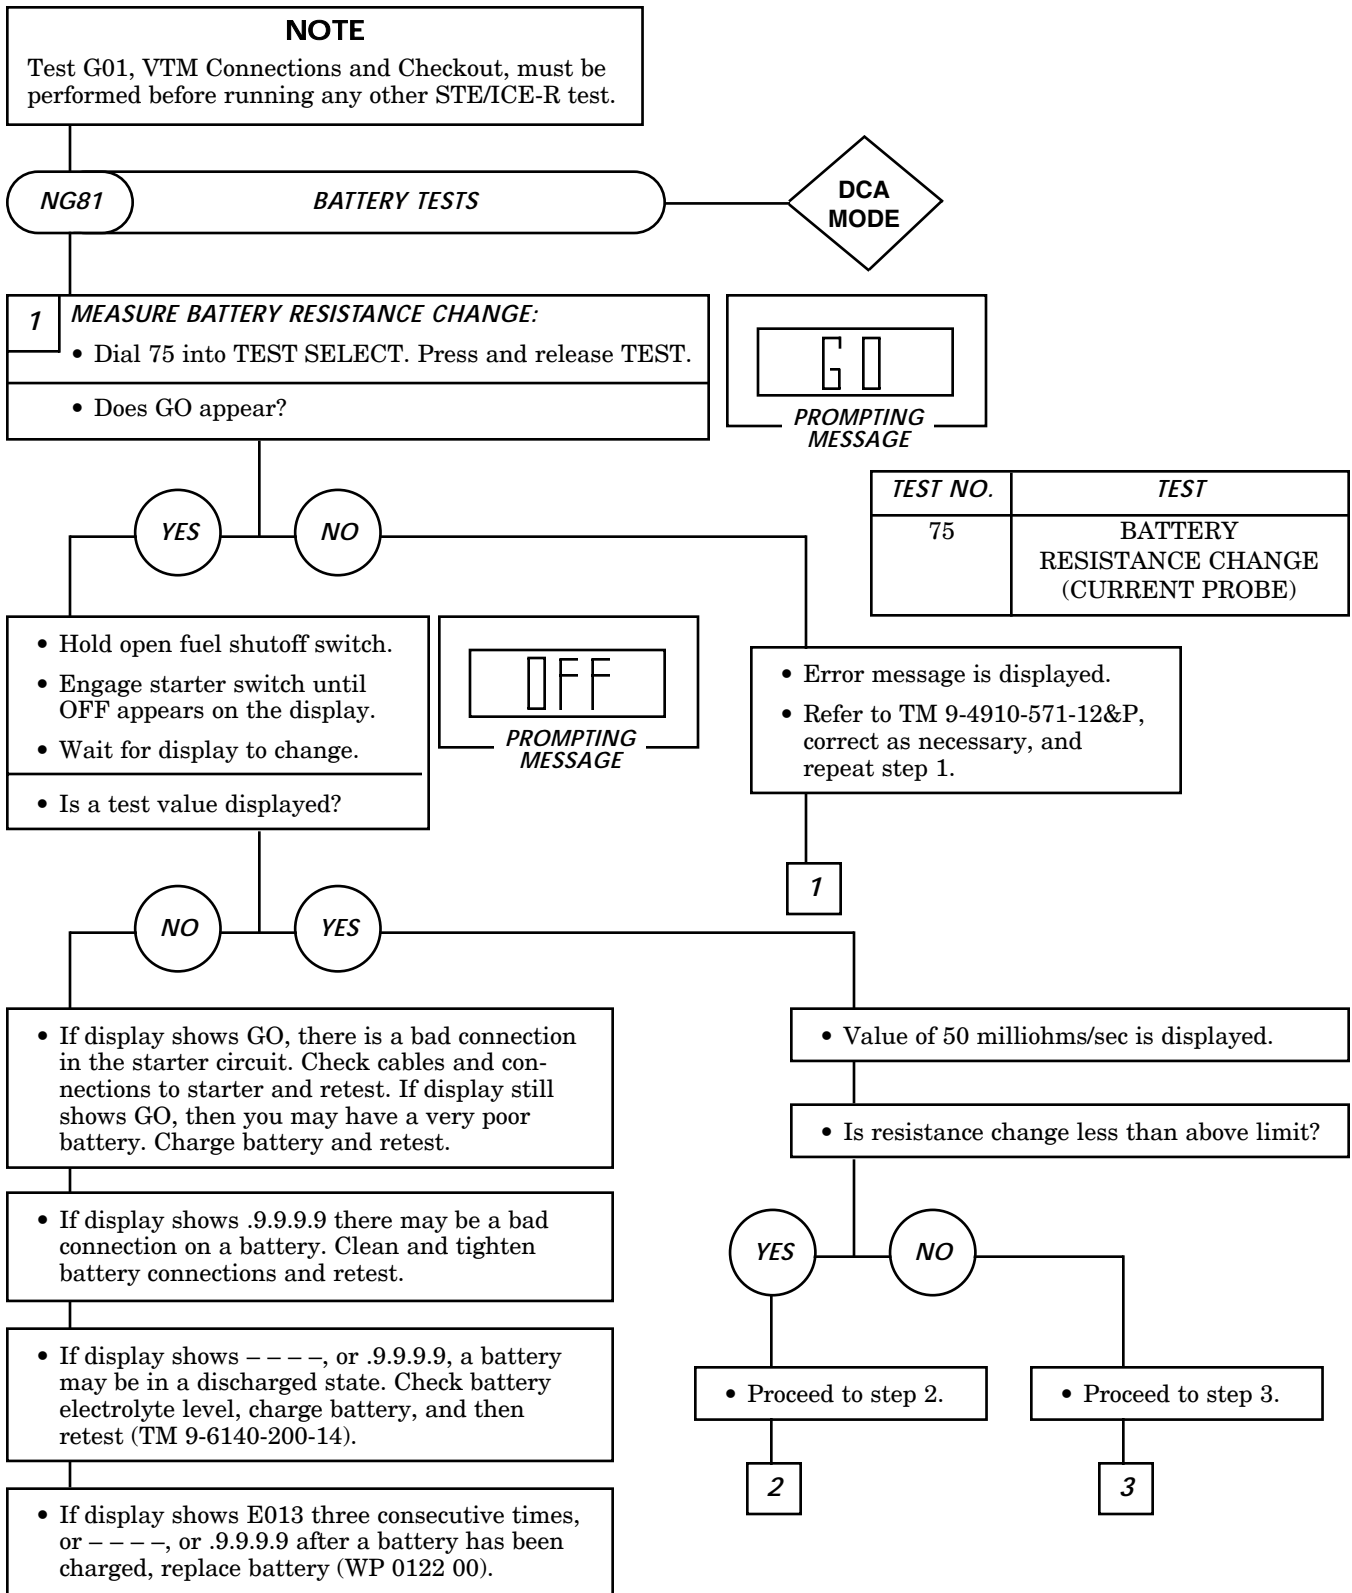 NOTE
Test G01, VTM Connections and Checkout, must be
performed before running any other STE/ICE-R test.
NG81
BATTERY TESTS
DCA
MODE
1
MEASURE BATTERY RESISTANCE CHANGE:
• Dial 75 into TEST SELECT. Press and release TEST.
• Does GO appear?
GO
PROMPTING
MESSAGE
TEST NO.
TEST
75
BATTERY
RESISTANCE CHANGE
(CURRENT PROBE)
YES
NO
• Hold open fuel shutoff switch.
• Engage starter switch until
OFF appears on the display.
• Wait for display to change.
• Is a test value displayed?
OFF
PROMPTING
MESSAGE
• Error message is displayed.
• Refer to TM 9-4910-571-12&P,
correct as necessary, and
repeat step 1.
1
NO
YES
• If display shows GO, there is a bad connection
in the starter circuit. Check cables and con-
nections to starter and retest. If display still
shows GO, then you may have a very poor
battery. Charge battery and retest.
• If display shows .9.9.9.9 there may be a bad
connection on a battery. Clean and tighten
battery connections and retest.
• If display shows – – – –, or .9.9.9.9, a battery
may be in a discharged state. Check battery
electrolyte level, charge battery, and then
retest (TM 9-6140-200-14).
• If display shows E013 three consecutive times,
or – – – –, or .9.9.9.9 after a battery has been
charged, replace battery (WP 0122 00).
• Value of 50 milliohms/sec is displayed.
• Is resistance change less than above limit?
YES
NO
• Proceed to step 2.
• Proceed to step 3.
2
3